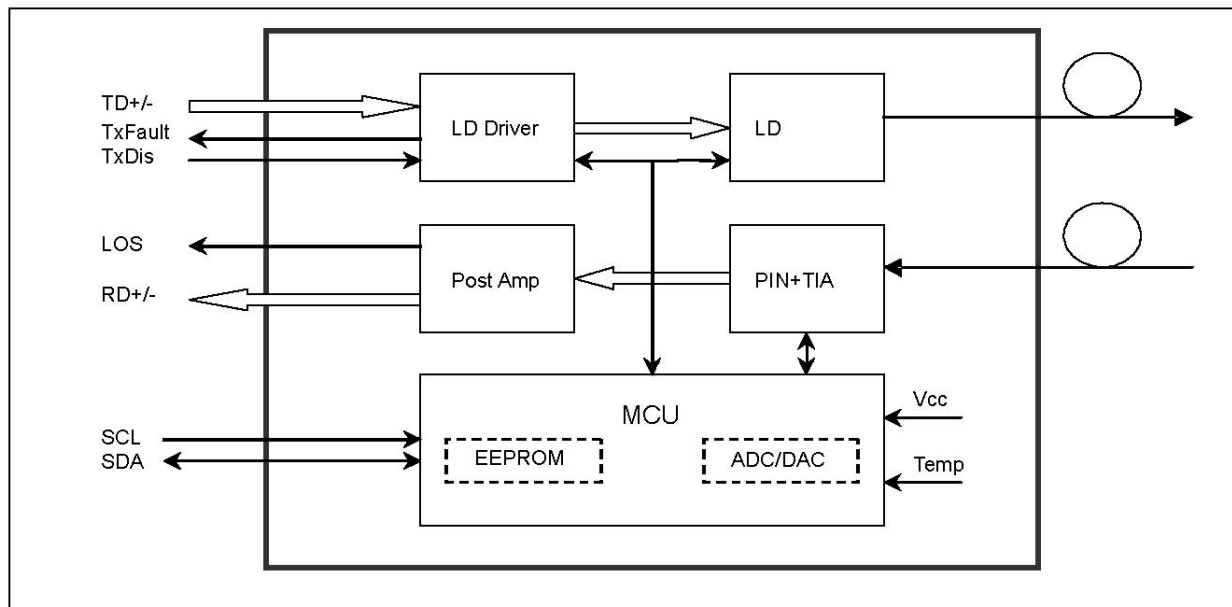 TD+/-
TxFault
TxDis
LD Driver
LD
LOS
RD+/-
Post Amp
PIN+TIA
MCU
Vcc
SCL
SDA
EEPROM
ADC/DAC
Temp